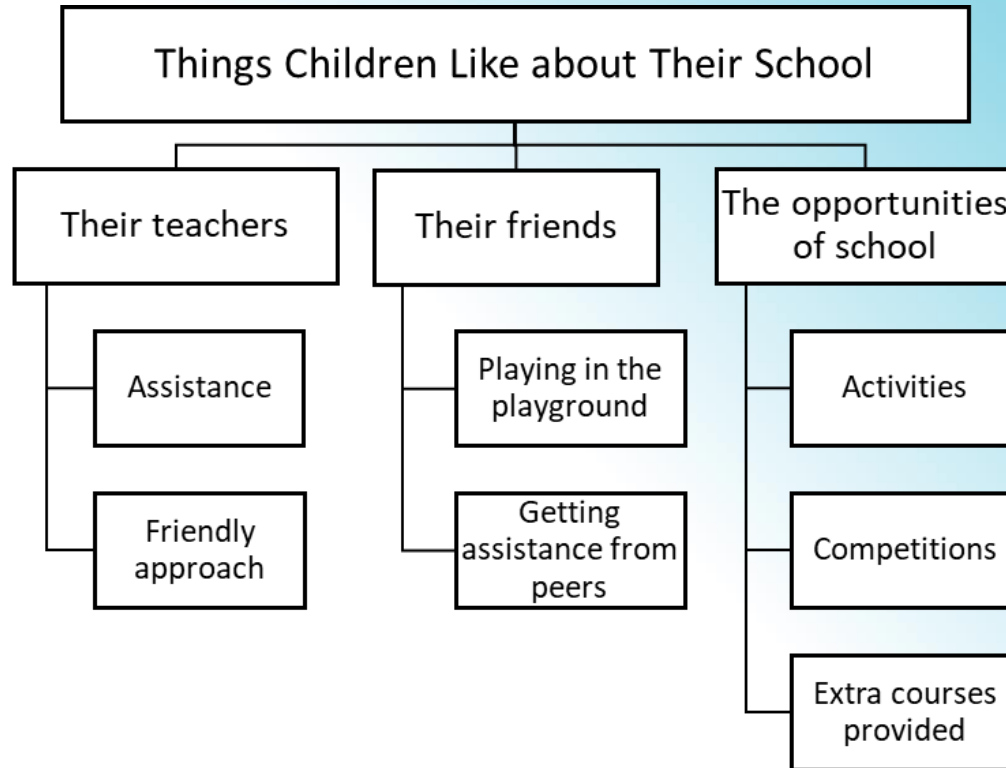 Things Children Like about Their School
Their teachers
Assistance
Friendly
approach
Their friends
Playing in the
playground
Getting
assistance from
peers
The opportunities
of school
Activities
Competitions
Extra courses
provided